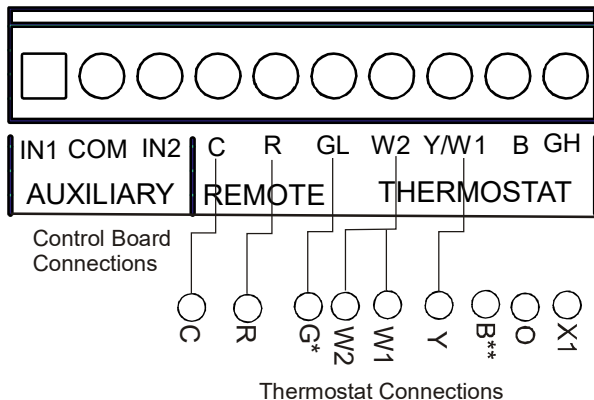 IN1 COM IN2 C R GL W2 Y/W1 B GH
AUXILIARY REMOTE THERMOSTAT
Control Board
Connections
C R G* W2 W1 Y B** O X1
Thermostat Connections